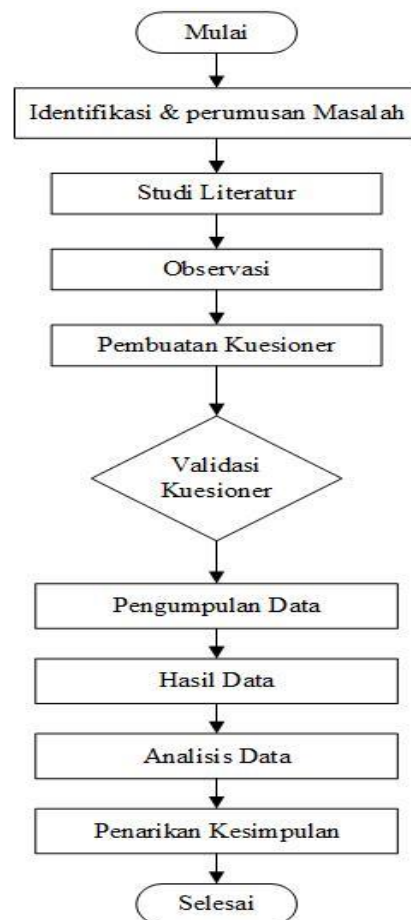 Mulai
Identifikasi & perumusan Masalah
Studi Literatur
Observasi
Pembuatan Kuesioner
Validasi
Kuesioner
Pengumpulan Data
Hasil Data
Analisis Data
Penarikan Kesimpulan
Selesai